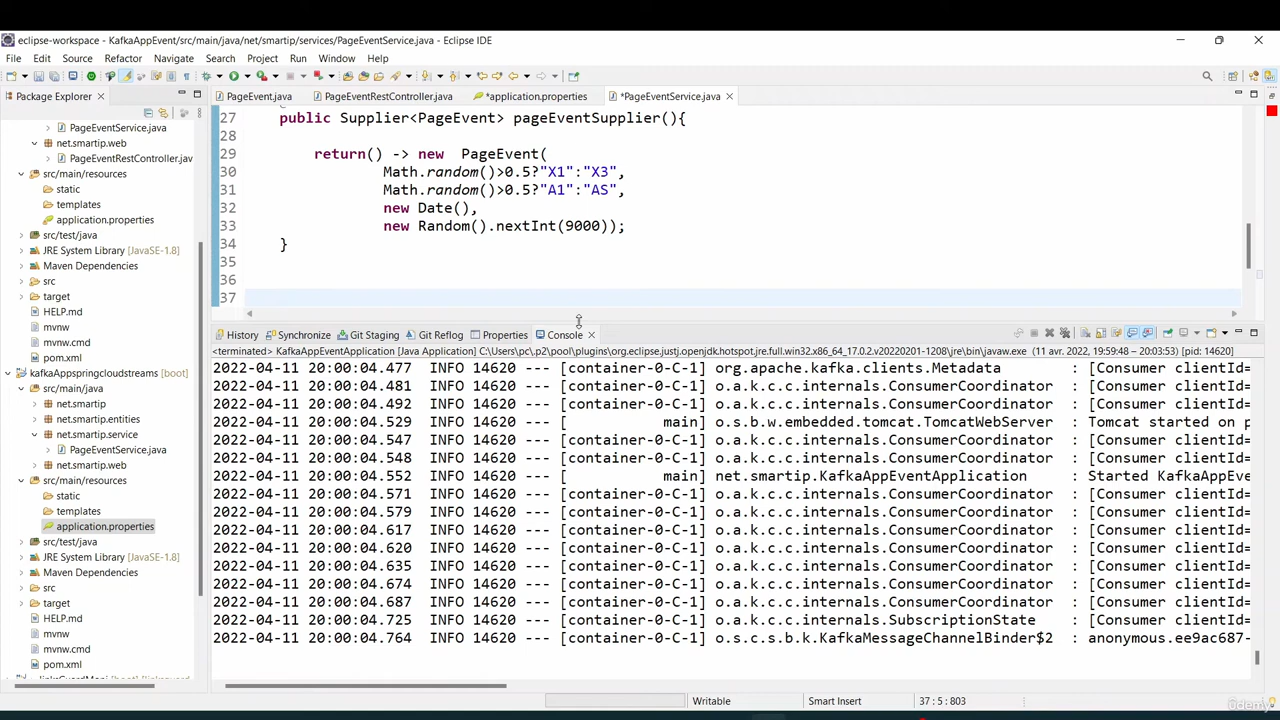 eclipse-workspace - KafkaAppEvent/src/main/java/net/smartip/services/PageEventService.java - Eclipse IDE
File Edit Source Refactor Navigate Search Project Run Window Help
Package Explorer
PageEvent.java PageEventRestController.java *application.properties *PageEventService.java
PageEventService.java
net.smartip.web
PageEventRestController.jav
src/main/resources
static
templates
application.properties
src/test/java
JRE System Library [JavaSE-1.8]
Maven Dependencies
src
target
HELP.md
mvnw
mvnw.cmd
pom.xml
kafkaAppspringcloudstreams [boot]
src/main/java
net.smartip
net.smartip.entities
net.smartip.service
PageEventService.java
net.smartip.web
src/main/resources
static
templates
application.properties
src/test/java
JRE System Library [JavaSE-1.8]
Maven Dependencies
src
target
HELP.md
mvnw
mvnw.cmd
pom.xml
27 public Supplier<PageEvent> pageEventSupplier(){
28
29 return() -> new  PageEvent(
30 Math.random()>0.5?"X1":"X3",
31 Math.random()>0.5?"A1":"AS",
32 new Date(),
33 new Random().nextInt(9000));
34 }
35
36
37
History Synchronize Git Staging Git Reflog Properties Console
<terminated> KafkaAppEventApplication [Java Application] C:\Users\pc\.p2\pool\plugins\org.eclipse.justj.openjdk.hotspot.jre.full.win32.x86_64_17.0.2.v20220201-1208\jre\bin\javaw.exe (11 avr. 2022, 19:59:48 - 20:03:53) [pid: 14620]
2022-04-11 20:00:04.477  INFO 14620 --- [container-0-C-1] org.apache.kafka.clients.Metadata        : [Consumer clientId=
2022-04-11 20:00:04.481  INFO 14620 --- [container-0-C-1] o.a.k.c.c.internals.ConsumerCoordinator  : [Consumer clientId=
2022-04-11 20:00:04.492  INFO 14620 --- [container-0-C-1] o.a.k.c.c.internals.ConsumerCoordinator  : [Consumer clientId=
2022-04-11 20:00:04.529  INFO 14620 --- [           main] o.s.b.w.embedded.tomcat.TomcatWebServer  : Tomcat started on p
2022-04-11 20:00:04.547  INFO 14620 --- [container-0-C-1] o.a.k.c.c.internals.ConsumerCoordinator  : [Consumer clientId=
2022-04-11 20:00:04.548  INFO 14620 --- [container-0-C-1] o.a.k.c.c.internals.ConsumerCoordinator  : [Consumer clientId=
2022-04-11 20:00:04.552  INFO 14620 --- [           main] net.smartip.KafkaAppEventApplication     : Started KafkaAppEve
2022-04-11 20:00:04.571  INFO 14620 --- [container-0-C-1] o.a.k.c.c.internals.ConsumerCoordinator  : [Consumer clientId=
2022-04-11 20:00:04.579  INFO 14620 --- [container-0-C-1] o.a.k.c.c.internals.ConsumerCoordinator  : [Consumer clientId=
2022-04-11 20:00:04.617  INFO 14620 --- [container-0-C-1] o.a.k.c.c.internals.ConsumerCoordinator  : [Consumer clientId=
2022-04-11 20:00:04.620  INFO 14620 --- [container-0-C-1] o.a.k.c.c.internals.ConsumerCoordinator  : [Consumer clientId=
2022-04-11 20:00:04.635  INFO 14620 --- [container-0-C-1] o.a.k.c.c.internals.ConsumerCoordinator  : [Consumer clientId=
2022-04-11 20:00:04.674  INFO 14620 --- [container-0-C-1] o.a.k.c.c.internals.ConsumerCoordinator  : [Consumer clientId=
2022-04-11 20:00:04.687  INFO 14620 --- [container-0-C-1] o.a.k.c.c.internals.ConsumerCoordinator  : [Consumer clientId=
2022-04-11 20:00:04.725  INFO 14620 --- [container-0-C-1] o.a.k.c.c.internals.SubscriptionState    : [Consumer clientId=
2022-04-11 20:00:04.764  INFO 14620 --- [container-0-C-1] o.s.c.s.b.k.KafkaMessageChannelBinder$2  : anonymous.ee9ac687-
Writable Smart Insert 37 : 5 : 803
udemy